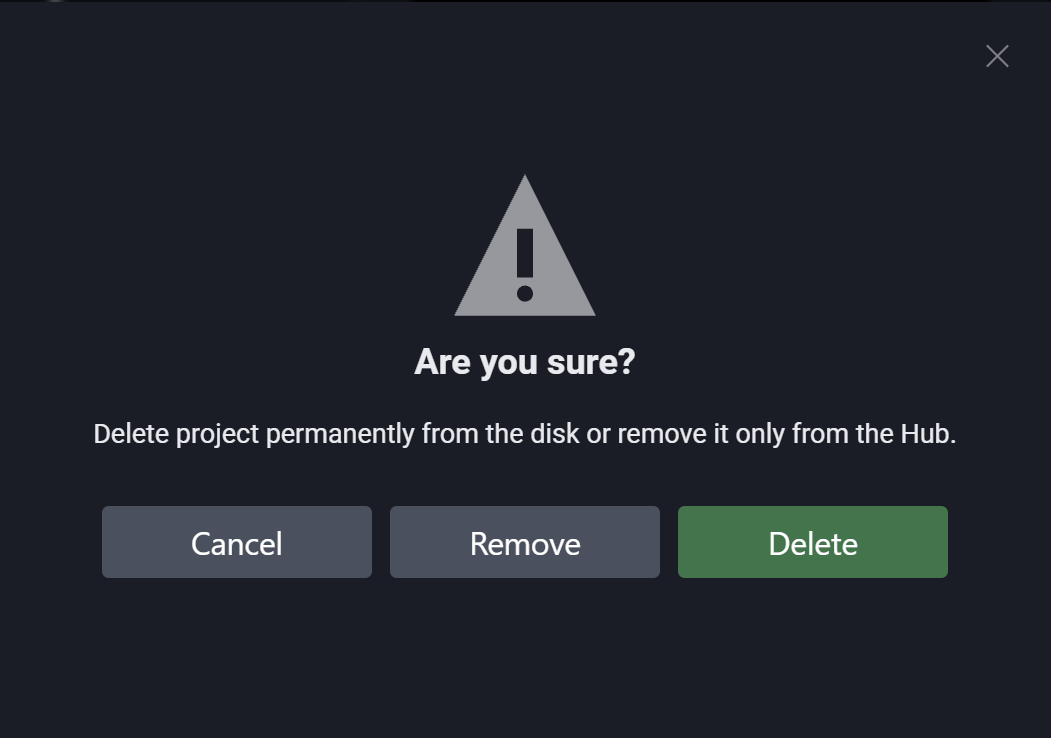 Are you sure?
Delete project permanently from the disk or remove it only from the Hub.
Cancel
Remove
Delete